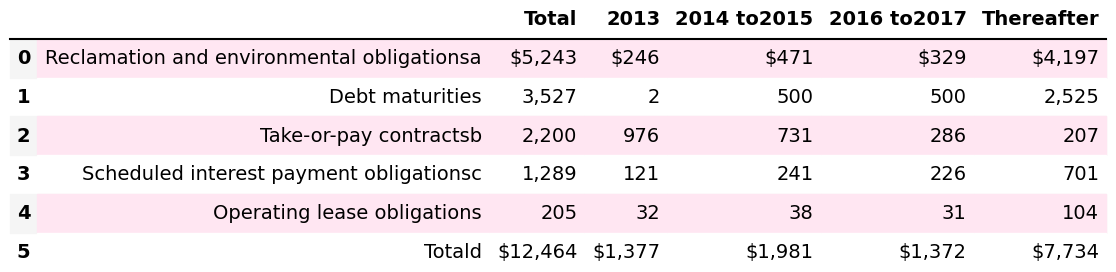 Total 2013 2014 to2015 2016 to2017 Thereafter
0 Reclamation and environmental obligationsa $5,243 $246 $471 $329 $4,197
1 Debt maturities 3,527 2 500 500 2,525
2 Take-or-pay contractsb 2,200 976 731 286 207
3 Scheduled interest payment obligationsc 1,289 121 241 226 701
4 Operating lease obligations 205 32 38 31 104
5 Totald $12,464 $1,377 $1,981 $1,372 $7,734